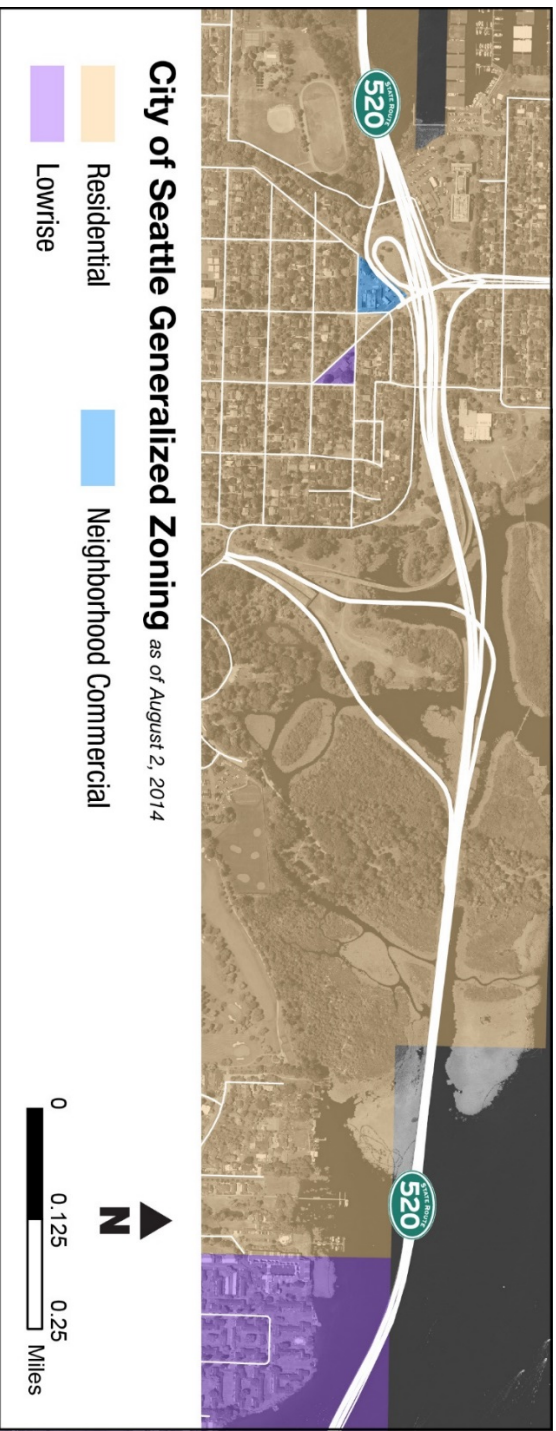 STATE ROUTE
520
STATE ROUTE
520
City of Seattle Generalized Zoning as of August 2, 2014
Residential
Neighborhood Commercial
Lowrise
N
0 0.125 0.25 Miles